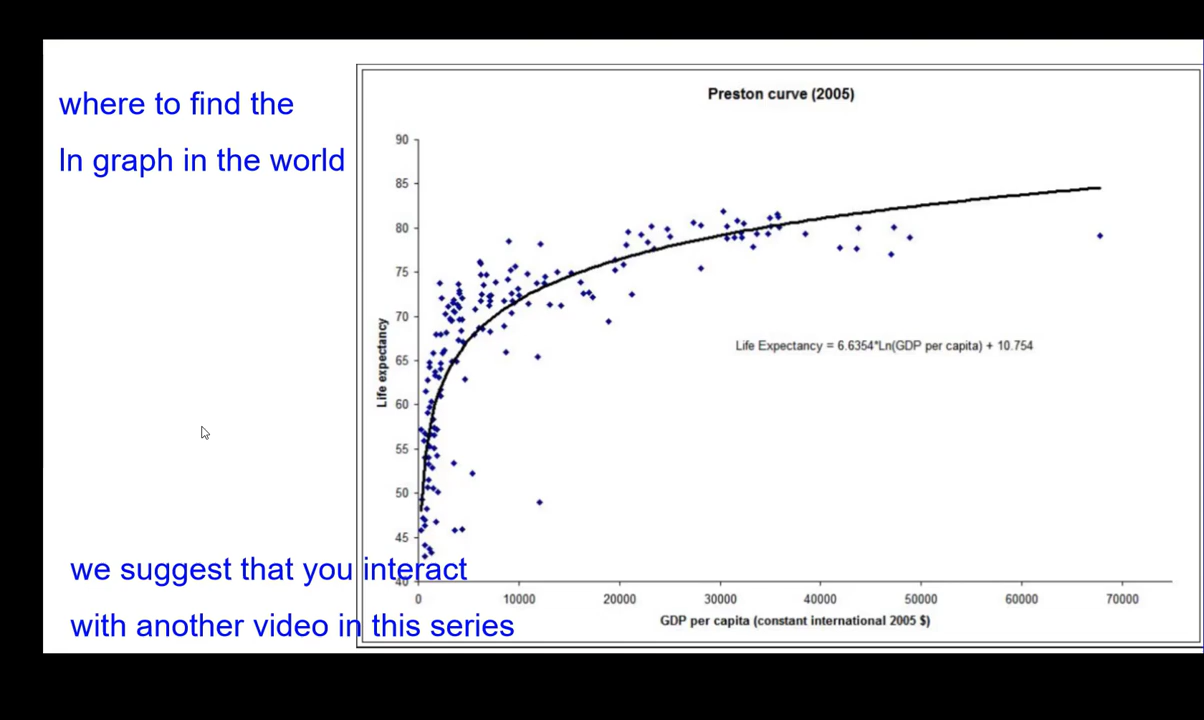 where to find the
ln graph in the world
Preston curve (2005)
90
85
80
75
70
65
60
55
50
45
40
Life expectancy
Life Expectancy = 6.6354*Ln(GDP per capita) + 10.754
we suggest that you interact
with another video in this series
0 10000 20000 30000 40000 50000 60000 70000
GDP per capita (constant international 2005 $)